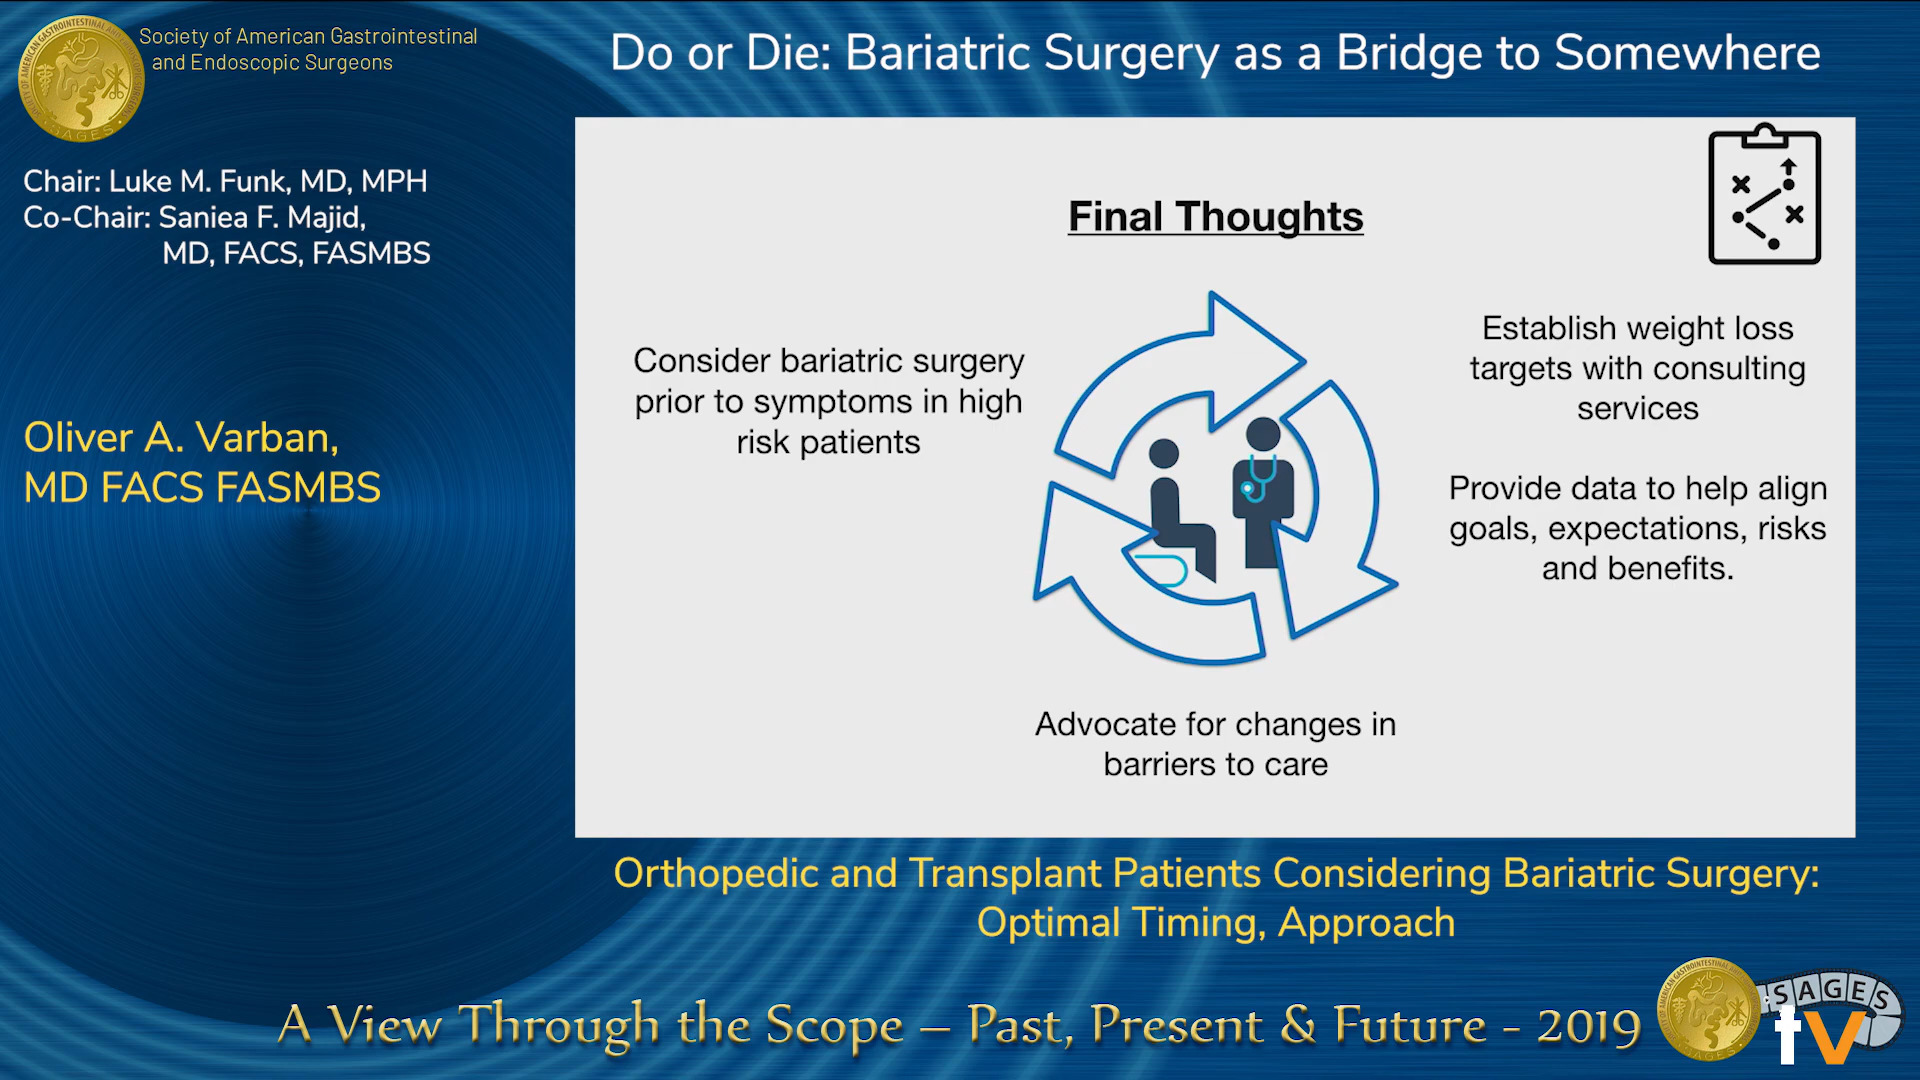 Society of American Gastrointestinal
and Endoscopic Surgeons
Do or Die: Bariatric Surgery as a Bridge to Somewhere
Chair: Luke M. Funk, MD, MPH
Co-Chair: Saniea F. Majid,
MD, FACS, FASMBS
Oliver A. Varban,
MD FACS FASMBS
Final Thoughts
Consider bariatric surgery
prior to symptoms in high
risk patients
Establish weight loss
targets with consulting
services
Provide data to help align
goals, expectations, risks
and benefits.
Advocate for changes in
barriers to care
Orthopedic and Transplant Patients Considering Bariatric Surgery:
Optimal Timing, Approach
A View Through the Scope – Past, Present & Future - 2019
SAGES
tv